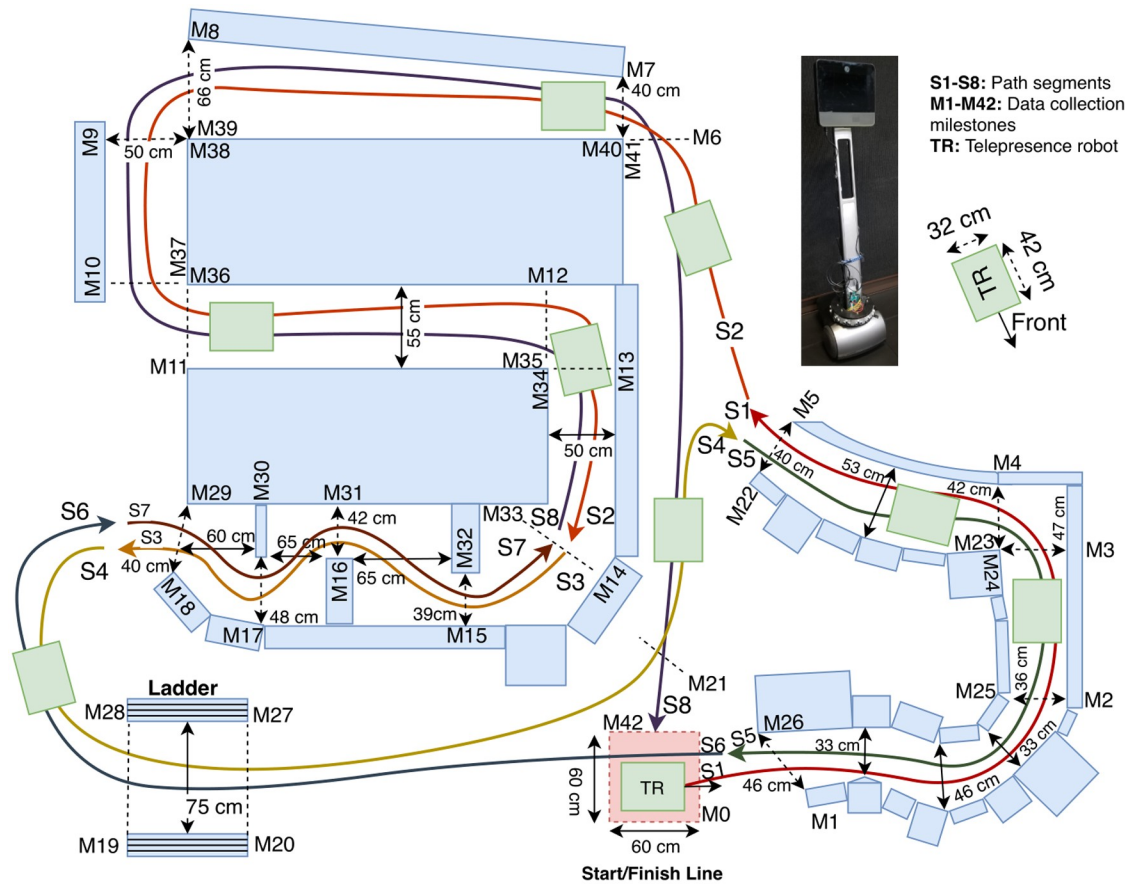 M8
M7
66 cm
40 cm
S1-S8: Path segments
M1-M42: Data collection
milestones
TR: Telepresence robot
M9
M39
50 cm
M38
M40
M41
M6
32 cm
42 cm
TR
Front
M37
M10
M36
M12
55 cm
S2
M11
M35
M34
M13
S1
M5
S4
S5
40 cm
53 cm
M4
50 cm
42 cm
M22
M29
M30
M31
M33
S8
S2
S6
S7
42 cm
60 cm
S3
65 cm
M32
S7
M23
47 cm
M3
S4
40 cm
M16
65 cm
S3
M24
M18
M14
48 cm
39cm
M17
M15
36 cm
M21
Ladder
M25
M2
M28
M27
S8
M42
M26
S6
S5
33 cm
33 cm
75 cm
60 cm
TR
S1
46 cm
46 cm
M0
M1
M19
M20
60 cm
Start/Finish Line